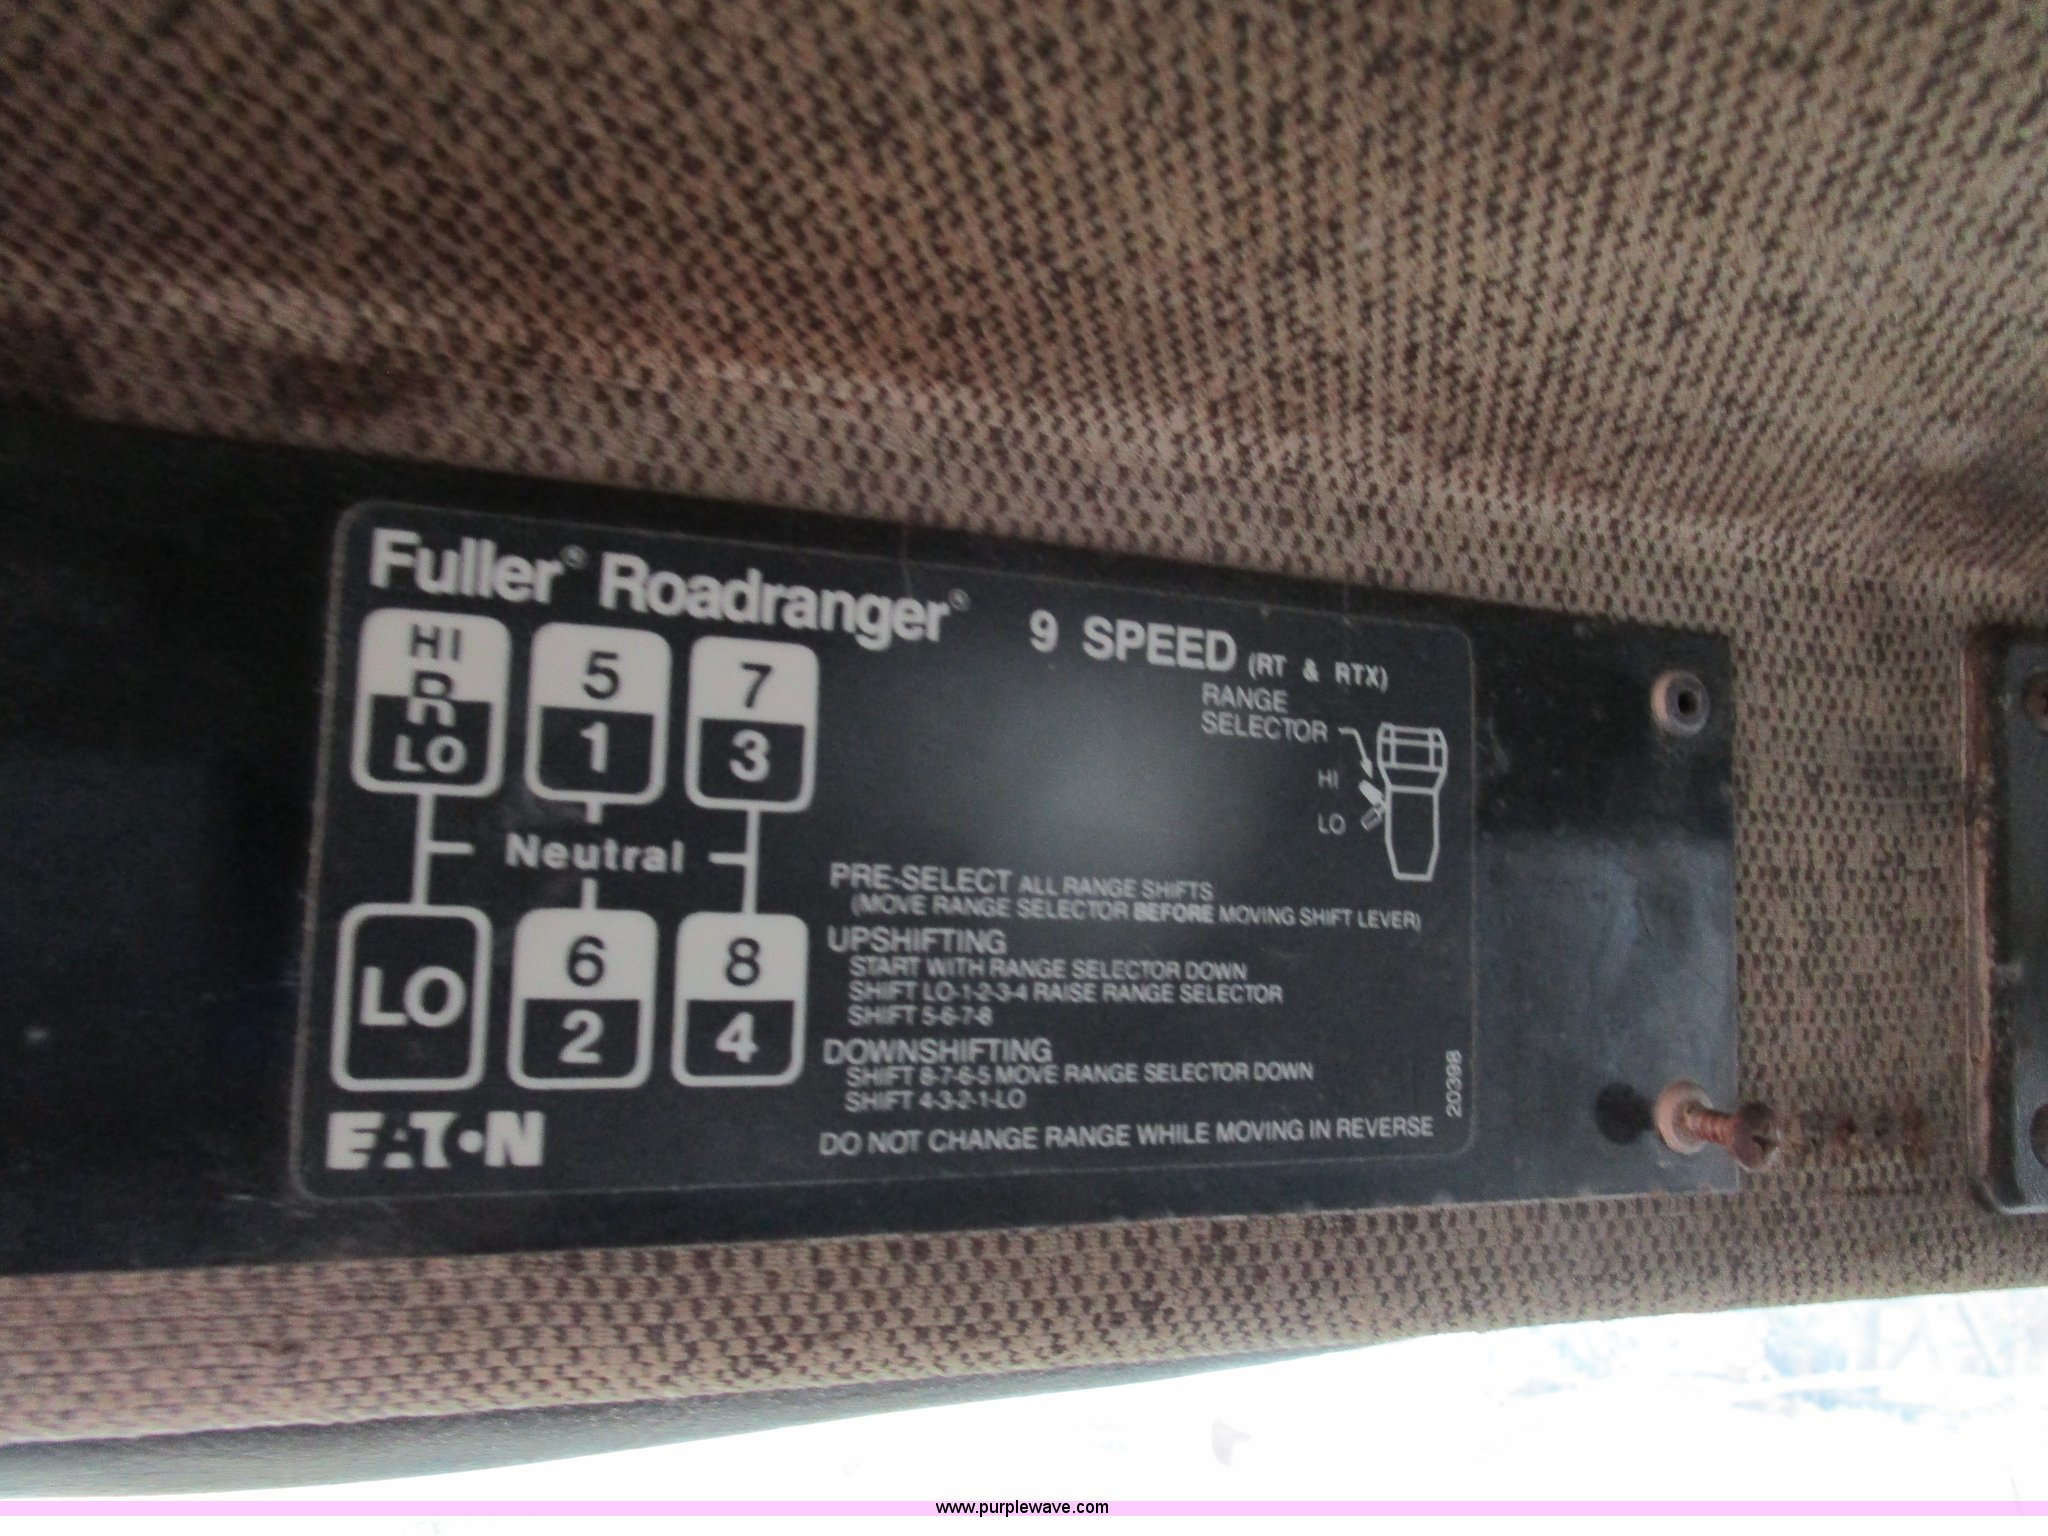 Fuller® Roadranger® 9 SPEED (RT & RTX)
HI
R
LO
5
1
7
3
Neutral
LO
6
2
8
4
EATON
RANGE
SELECTOR
HI
LO
PRE-SELECT ALL RANGE SHIFTS
(MOVE RANGE SELECTOR BEFORE MOVING SHIFT LEVER)
UPSHIFTING
START WITH RANGE SELECTOR DOWN
SHIFT LO-1-2-3-4 RAISE RANGE SELECTOR
SHIFT 5-6-7-8
DOWNSHIFTING
SHIFT 8-7-6-5 MOVE RANGE SELECTOR DOWN
SHIFT 4-3-2-1-LO
DO NOT CHANGE RANGE WHILE MOVING IN REVERSE
20398
www.purplewave.com